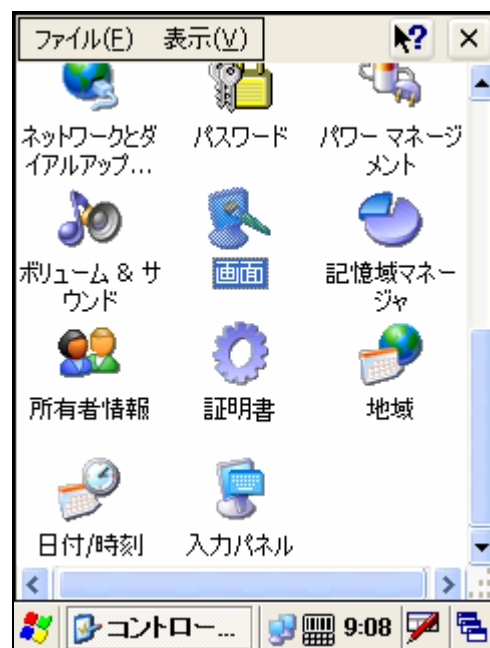 ファイル(F) 表示(V)
ネットワークとダ
イアルアップ...
パスワード
パワー マネージ
メント
ボリューム & サ
ウンド
画面
記憶域マネー
ジャ
所有者情報
証明書
地域
日付/時刻
入力パネル
コントロー...
9:08